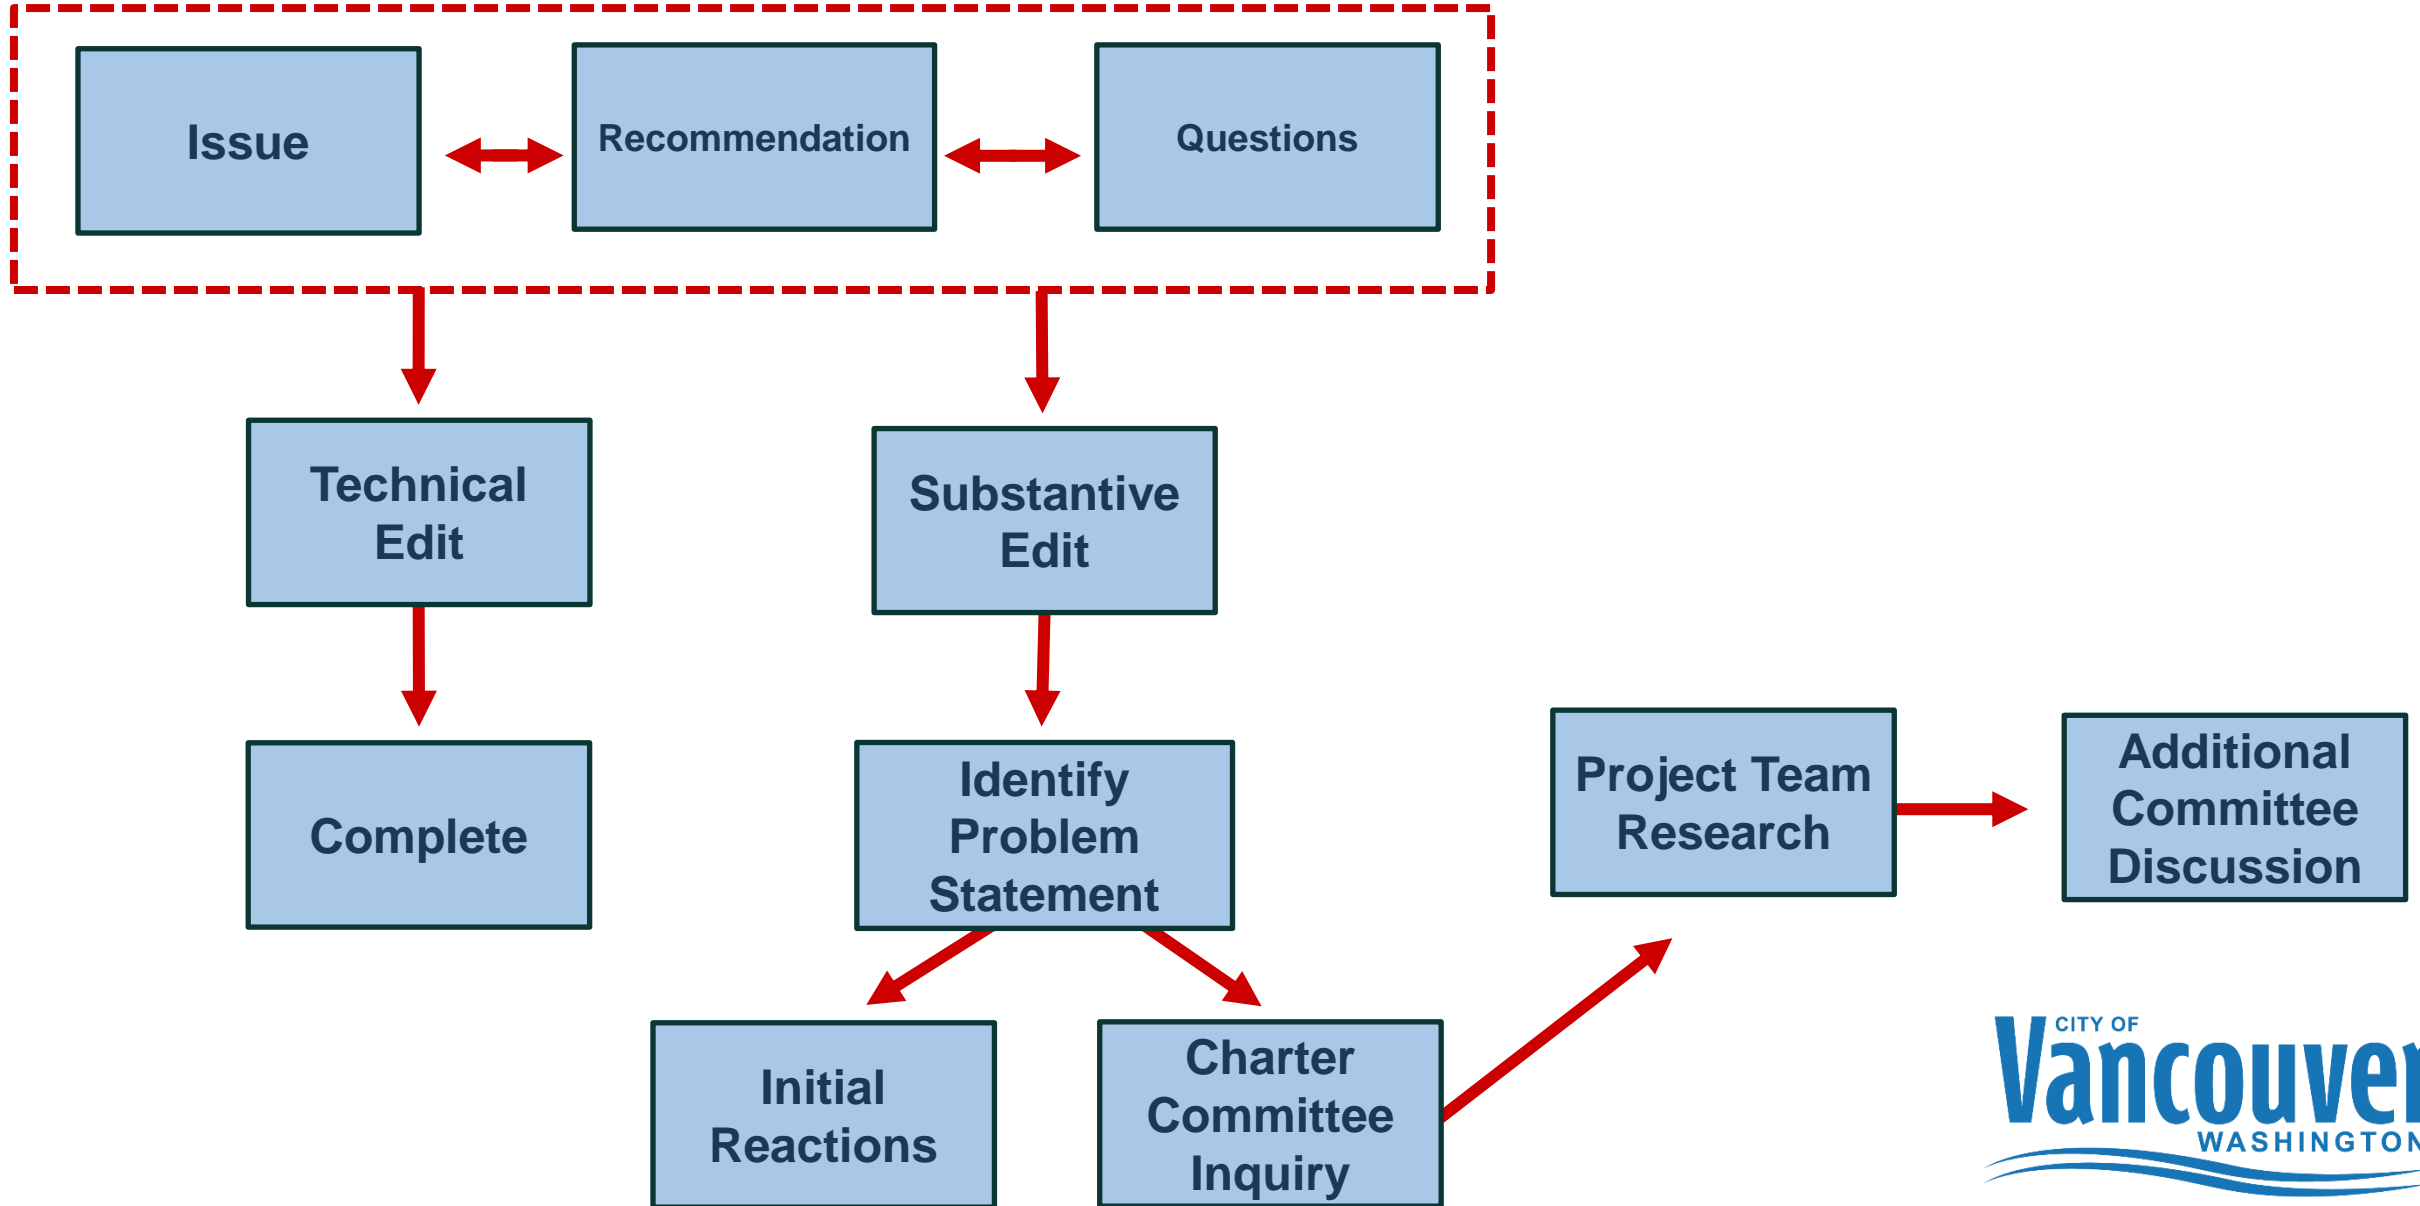 Issue
Recommendation
Questions
Technical
Edit
Substantive
Edit
Complete
Identify
Problem
Statement
Project Team
Research
Additional
Committee
Discussion
Initial
Reactions
Charter
Committee
Inquiry
CITY OF
Vancouver
WASHINGTON